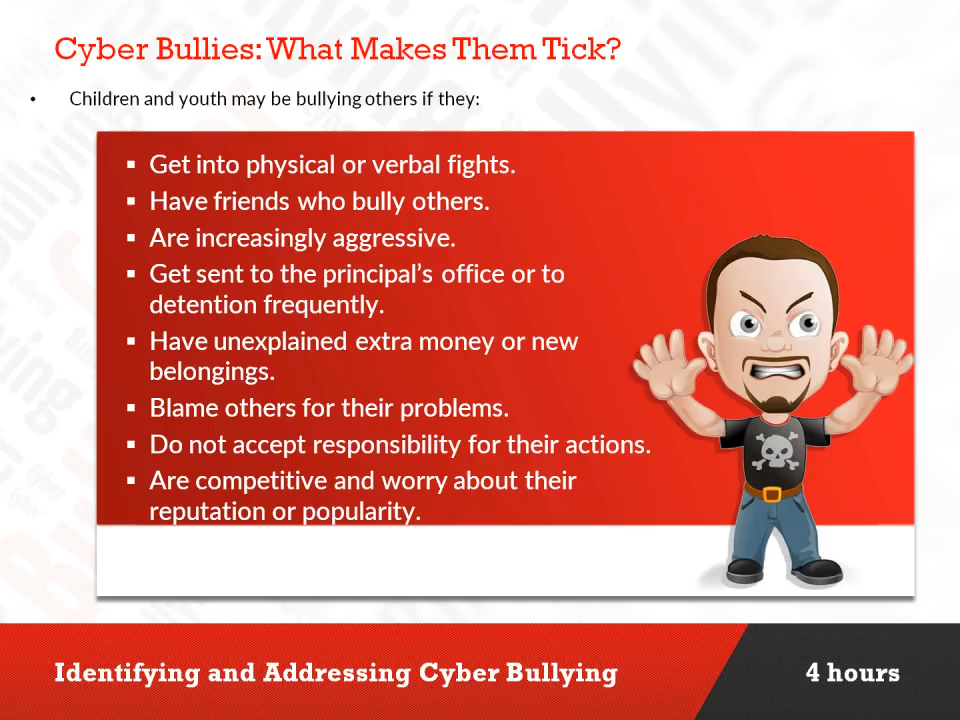 Cyber Bullies: What Makes Them Tick?
• Children and youth may be bullying others if they:
▪ Get into physical or verbal fights.
▪ Have friends who bully others.
▪ Are increasingly aggressive.
▪ Get sent to the principal’s office or to
detention frequently.
▪ Have unexplained extra money or new
belongings.
▪ Blame others for their problems.
▪ Do not accept responsibility for their actions.
▪ Are competitive and worry about their
reputation or popularity.
Identifying and Addressing Cyber Bullying
4 hours